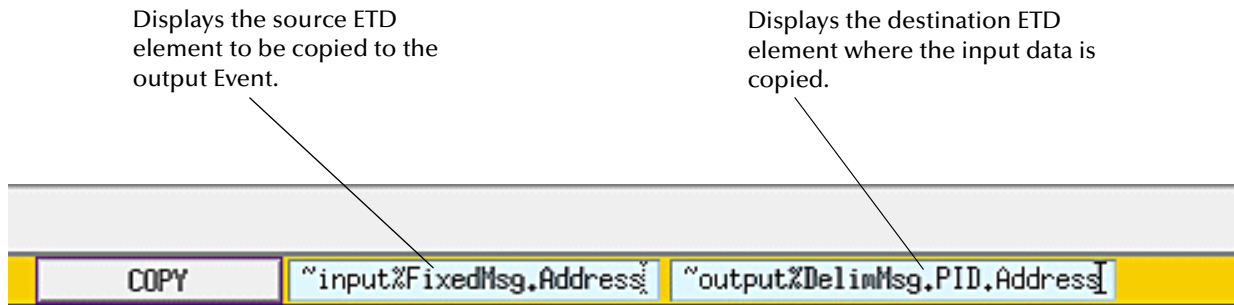 Displays the source ETD
element to be copied to the
output Event.
Displays the destination ETD
element where the input data is
copied.
COPY
~input%FixedMsg.Address
~output%DelimMsg.PID.Address